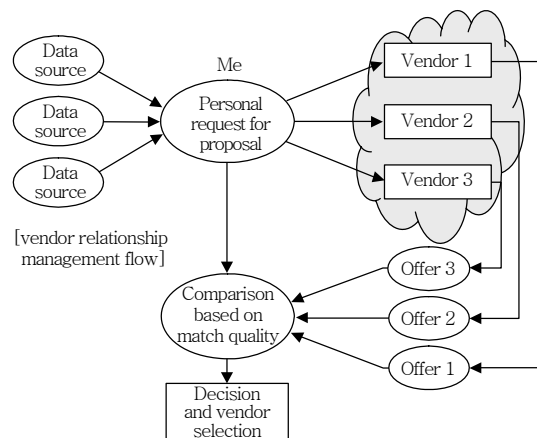 Data
source
Data
source
Data
source
Me
Personal
request for
proposal
Vendor 1
Vendor 2
Vendor 3
[vendor relationship
management flow]
Offer 3
Offer 2
Offer 1
Comparison
based on
match quality
Decision
and vendor
selection